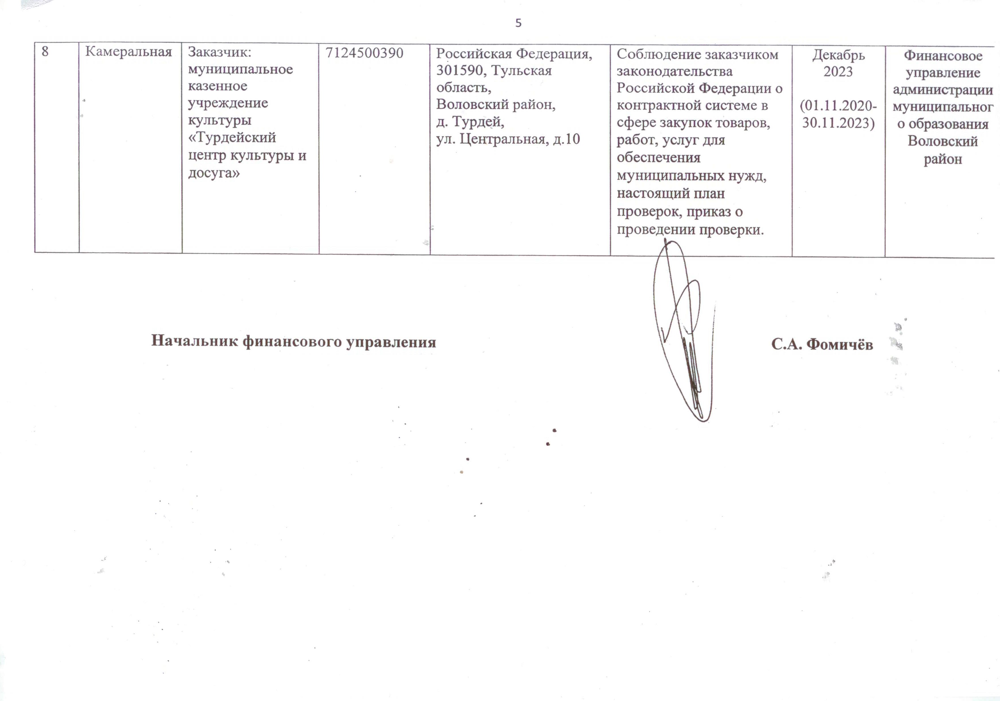 5
8
Камеральная
Заказчик:
муниципальное
казенное
учреждение
культуры
«Турдейский
центр культуры и
досуга»
7124500390
Российская Федерация,
301590, Тульская
область,
Воловский район,
д. Турдей,
ул. Центральная, д.10
Соблюдение заказчиком
законодательства
Российской Федерации о
контрактной системе в
сфере закупок товаров,
работ, услуг для
обеспечения
муниципальных нужд,
настоящий план
проверок, приказ о
проведении проверки.
Декабрь
2023
(01.11.2020-
30.11.2023)
Финансовое
управление
администрации
муниципальног
о образования
Воловский
район
Начальник финансового управления
С.А. Фомичёв